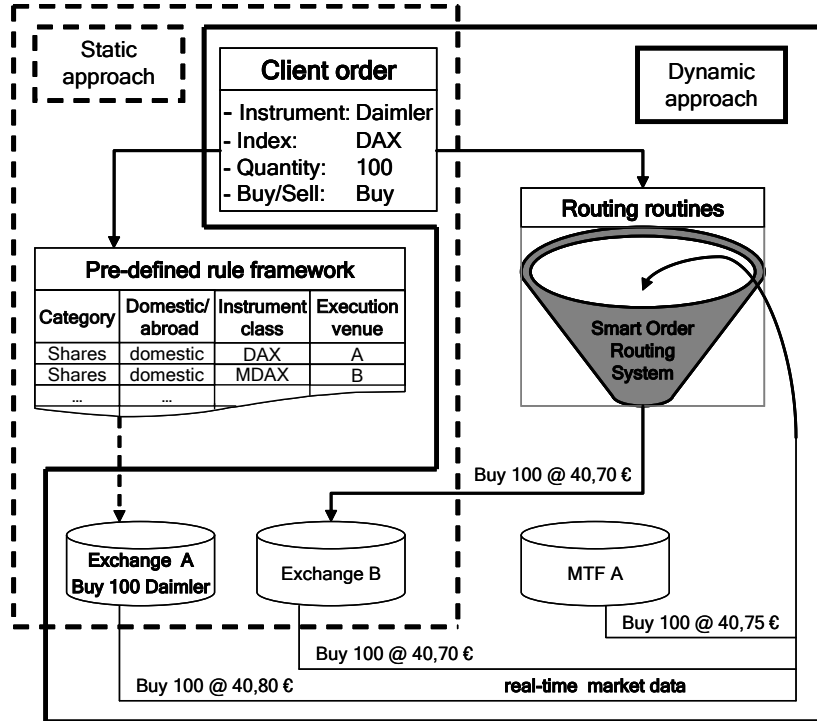 Static
approach
Client order
- Instrument: Daimler
- Index: DAX
- Quantity: 100
- Buy/Sell: Buy
Dynamic
approach
Pre-defined rule framework
Category Domestic/abroad Instrument class Execution venue
Shares domestic DAX A
Shares domestic MDAX B
... ...
Routing routines
Smart Order
Routing
System
Buy 100 @ 40,70 €
Exchange A
Buy 100 Daimler
Exchange B
MTF A
Buy 100 @ 40,75 €
Buy 100 @ 40,70 €
Buy 100 @ 40,80 €
real-time market data